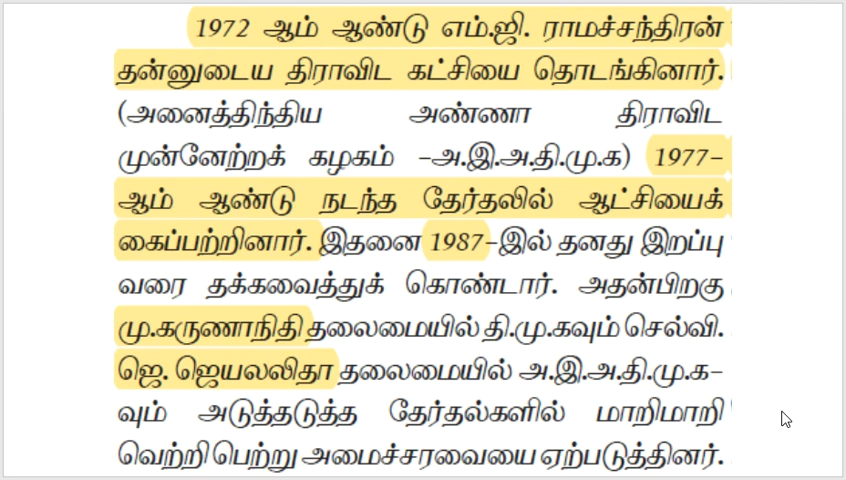 1972 ஆம் ஆண்டு எம்.ஜி. ராமச்சந்திரன்
தன்னுடைய திராவிட கட்சியை தொடங்கினார்.
(அனைத்திந்திய அண்ணா திராவிட
முன்னேற்றக் கழகம் –அ.இ.அ.தி.மு.க) 1977–
ஆம் ஆண்டு நடந்த தேர்தலில் ஆட்சியைக்
கைப்பற்றினார். இதனை 1987–இல் தனது இறப்பு
வரை தக்கவைத்துக் கொண்டார். அதன்பிறகு
மு.கருணாநிதி தலைமையில் தி.மு.கவும் செல்வி.
ஜெ. ஜெயலலிதா தலைமையில் அ.இ.அ.தி.மு.க–
வும் அடுத்தடுத்த தேர்தல்களில் மாறிமாறி
வெற்றி பெற்று அமைச்சரவையை ஏற்படுத்தினர்.